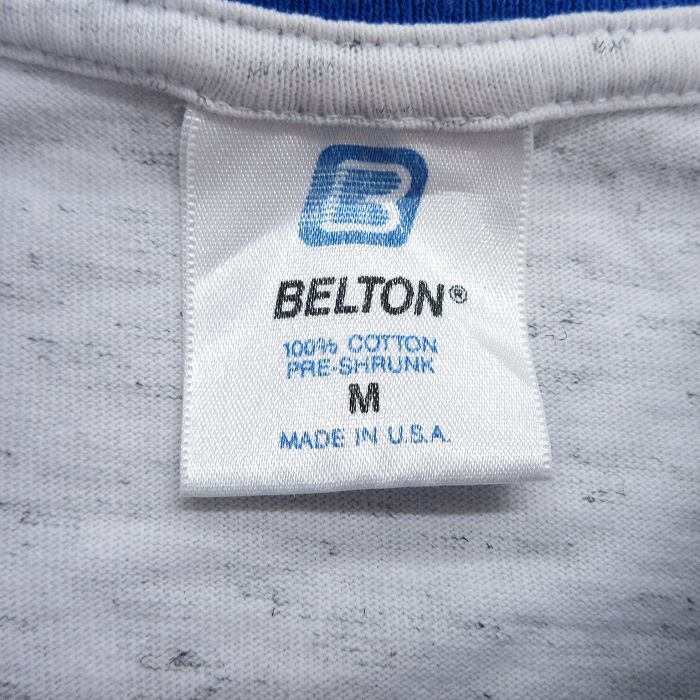 B
BELTON®
100% COTTON
PRE-SHRUNK
M
MADE IN U.S.A.